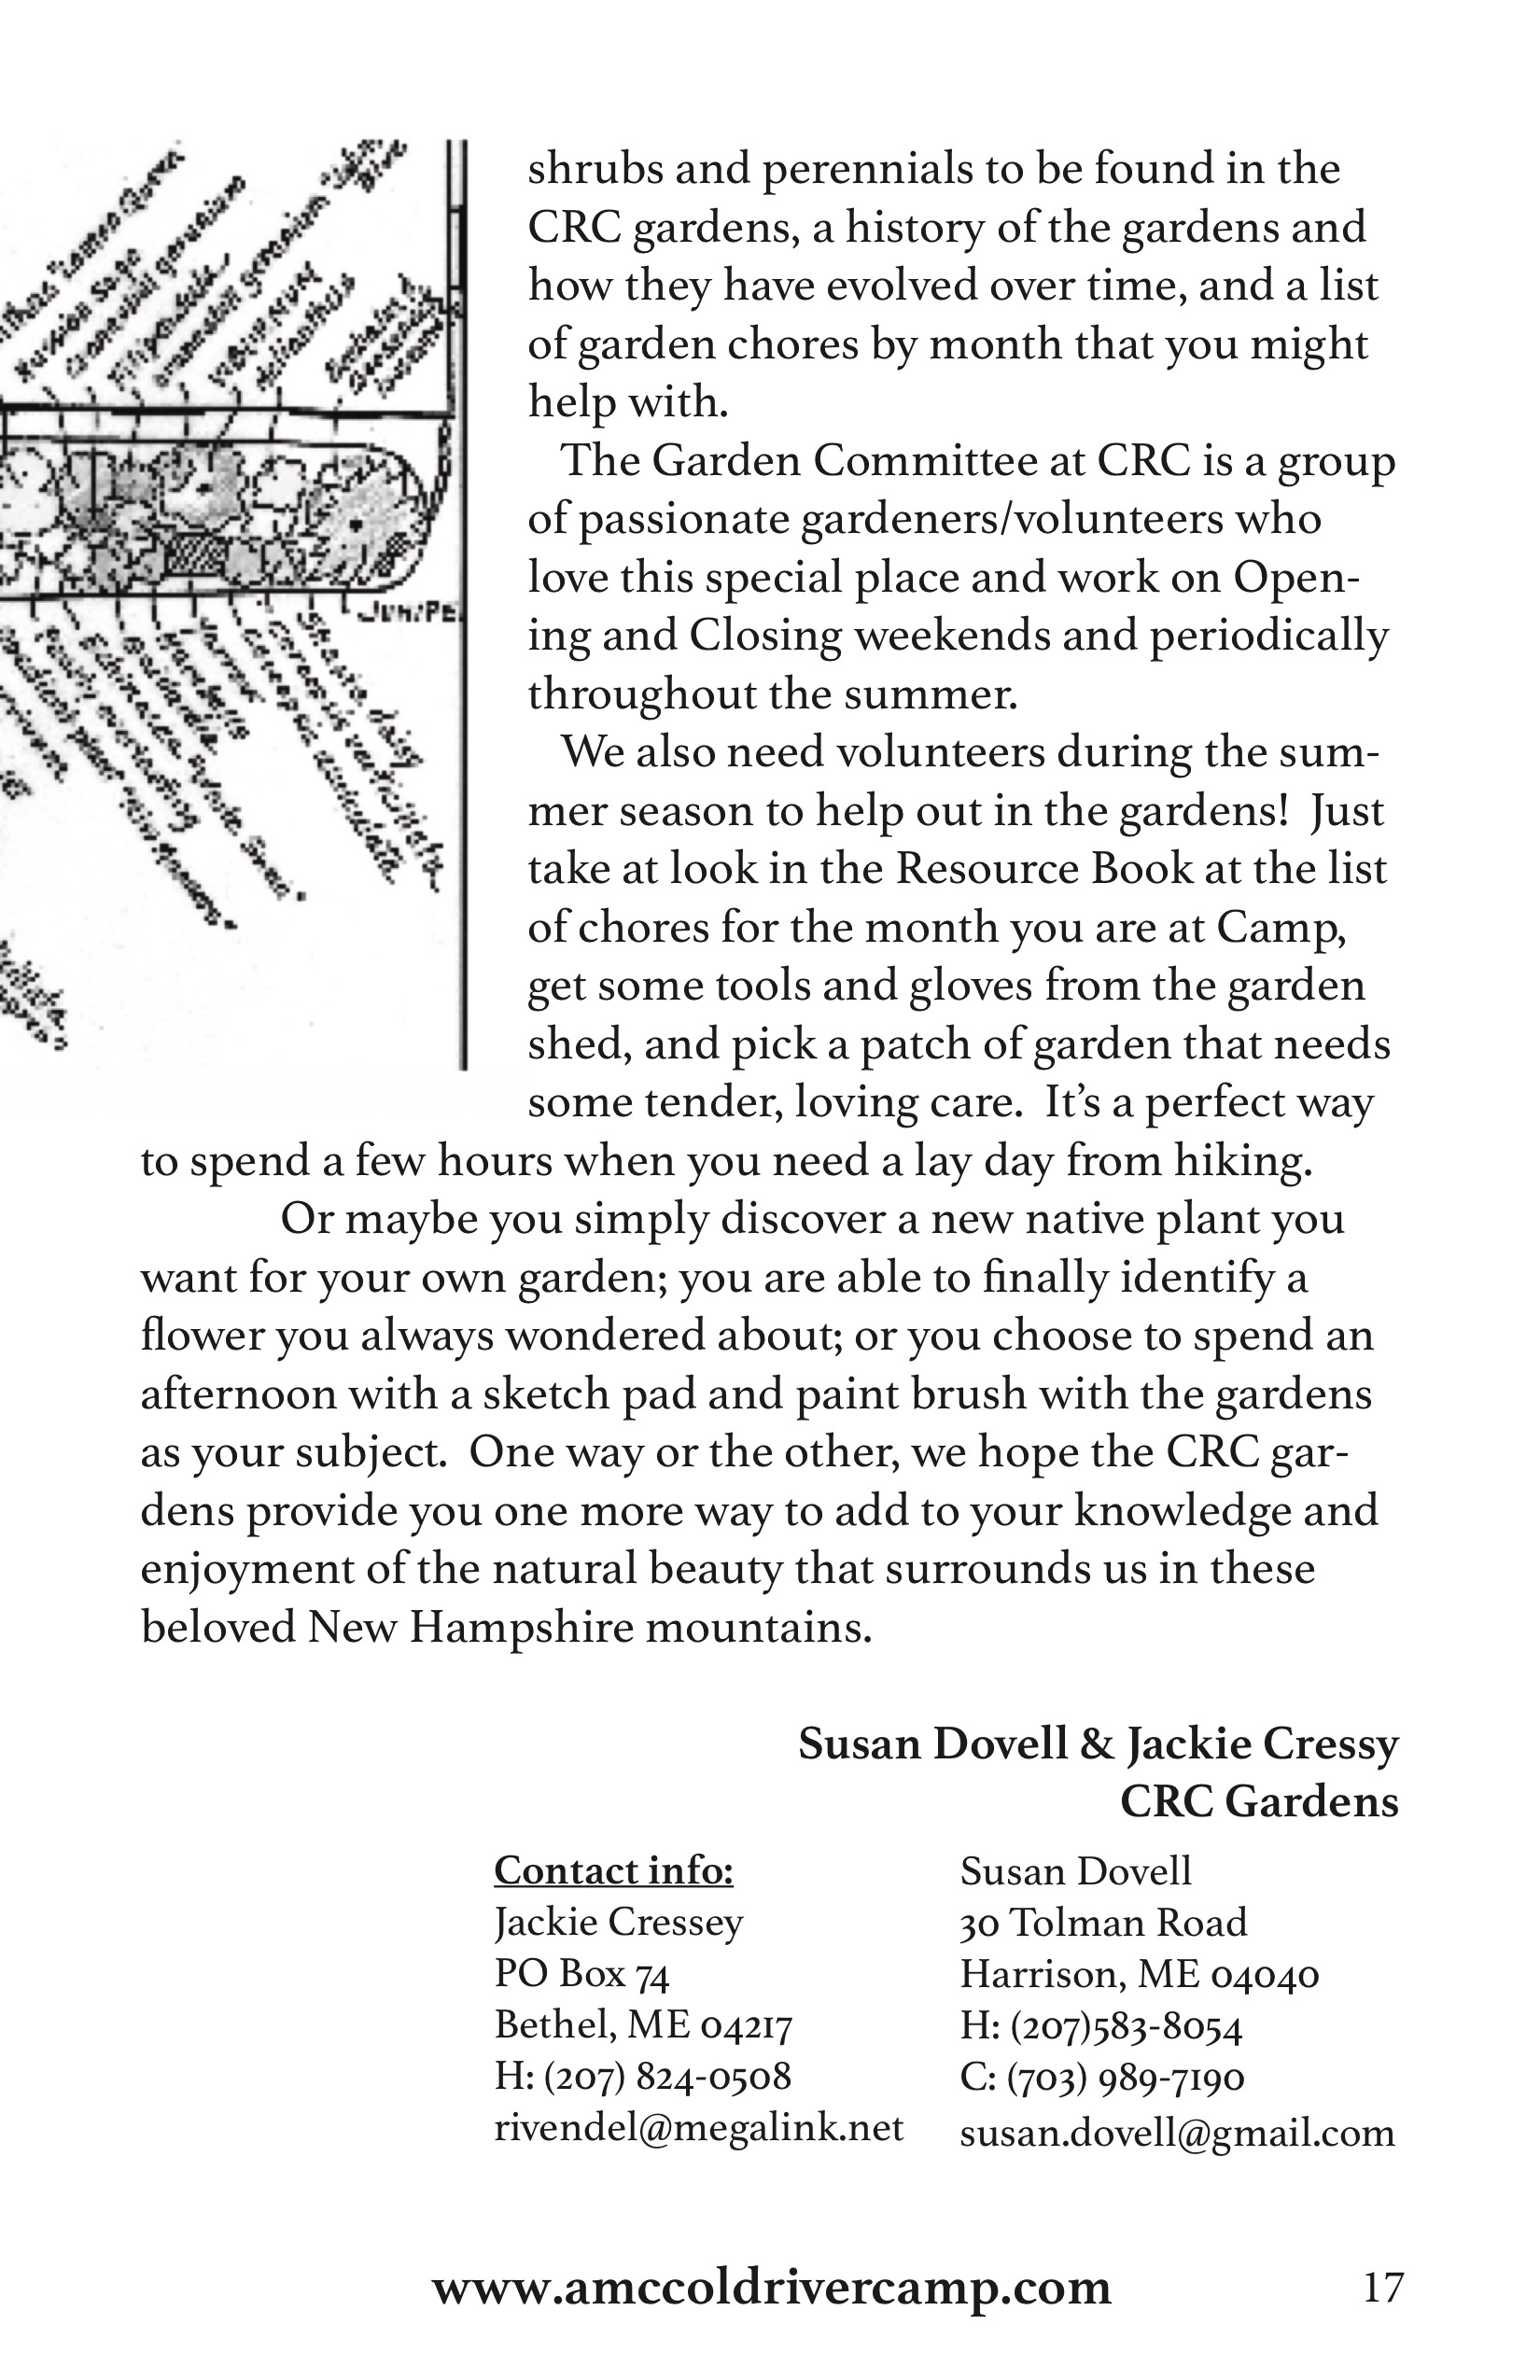 shrubs and perennials to be found in the
CRC gardens, a history of the gardens and
how they have evolved over time, and a list
of garden chores by month that you might
help with.
The Garden Committee at CRC is a group
of passionate gardeners/volunteers who
love this special place and work on Open-
ing and Closing weekends and periodically
throughout the summer.
We also need volunteers during the sum-
mer season to help out in the gardens!  Just
take at look in the Resource Book at the list
of chores for the month you are at Camp,
get some tools and gloves from the garden
shed, and pick a patch of garden that needs
some tender, loving care.  It’s a perfect way
to spend a few hours when you need a lay day from hiking.
Or maybe you simply discover a new native plant you
want for your own garden; you are able to finally identify a
flower you always wondered about; or you choose to spend an
afternoon with a sketch pad and paint brush with the gardens
as your subject.  One way or the other, we hope the CRC gar-
dens provide you one more way to add to your knowledge and
enjoyment of the natural beauty that surrounds us in these
beloved New Hampshire mountains.
Susan Dovell & Jackie Cressy
CRC Gardens
Contact info:
Jackie Cressey
PO Box 74
Bethel, ME 04217
H: (207) 824-0508
rivendel@megalink.net
Susan Dovell
30 Tolman Road
Harrison, ME 04040
H: (207)583-8054
C: (703) 989-7190
susan.dovell@gmail.com
www.amccoldrivercamp.com
17
Russian Sage
Helianthus
Echinacea white
Shasta daisy